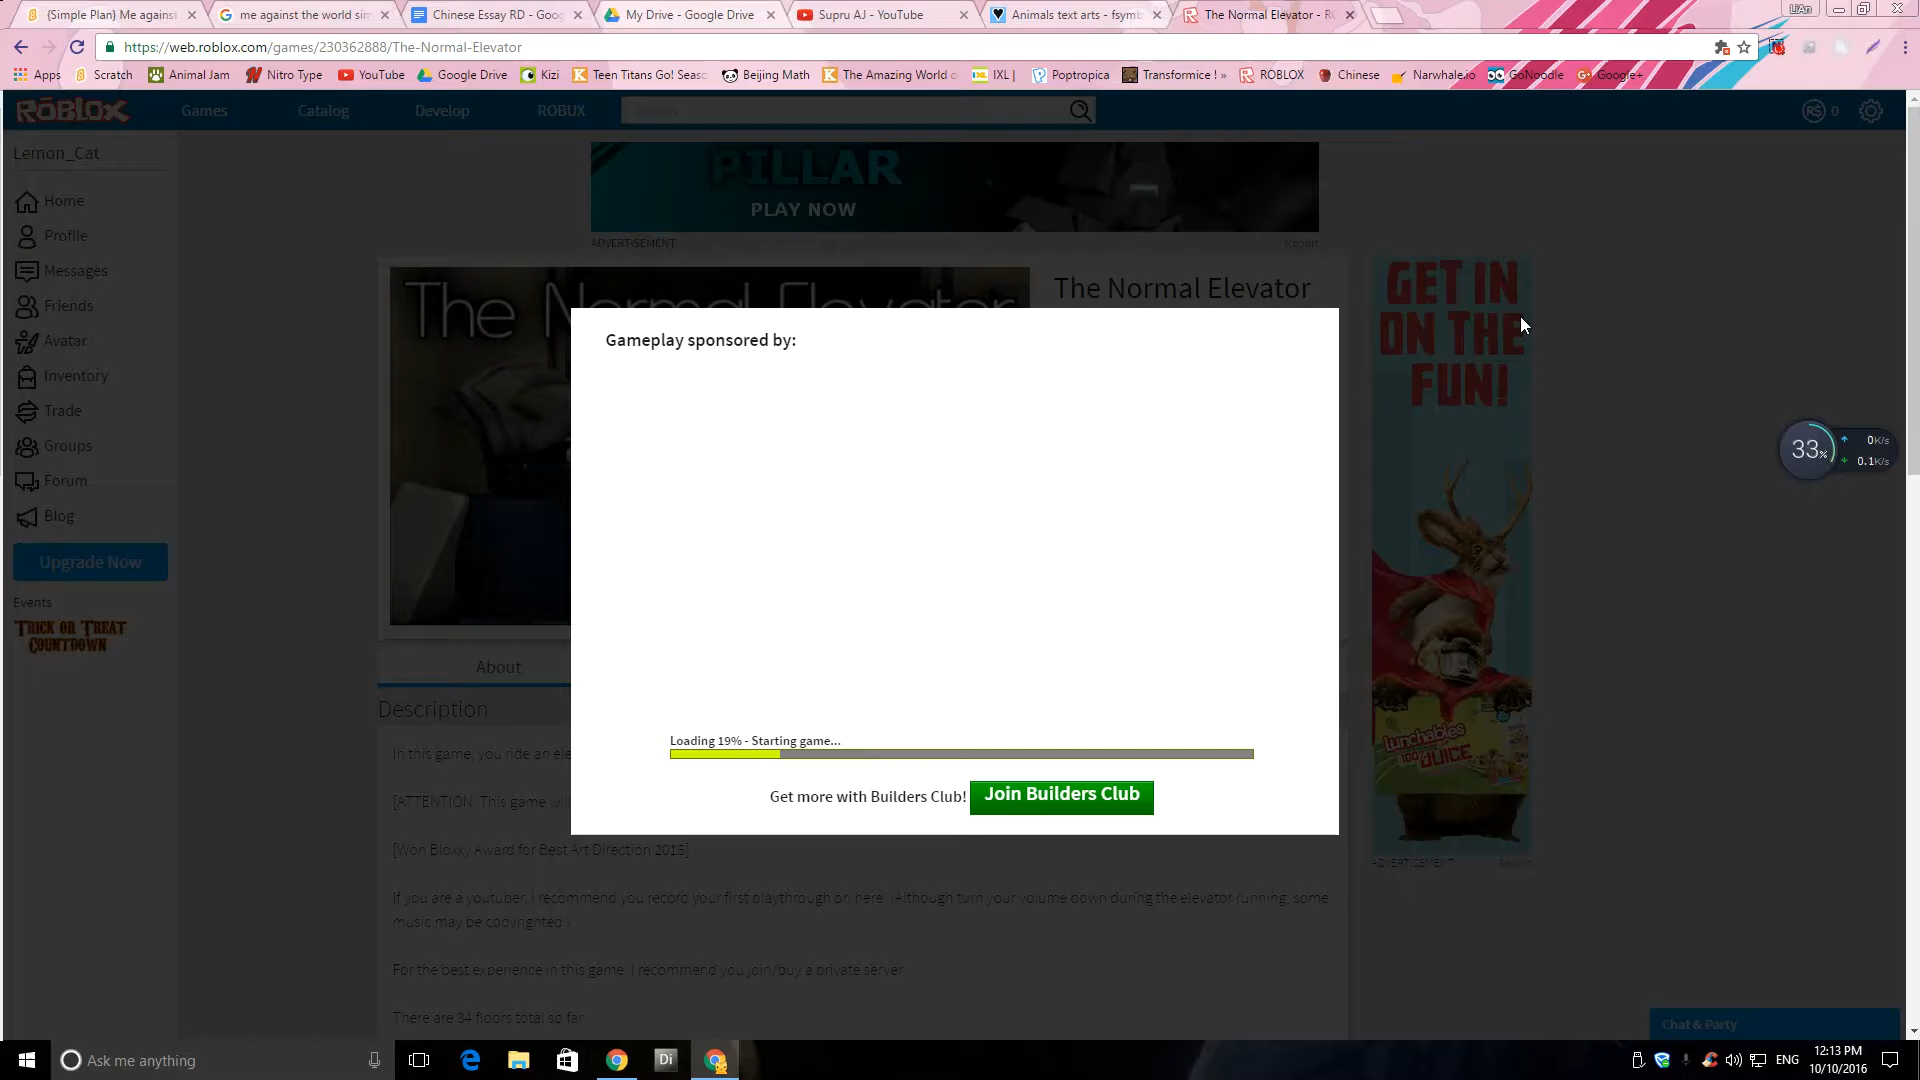 {Simple Plan} Me against
me against the world sim
Chinese Essay RD - Goog
My Drive - Google Drive
Supru AJ - YouTube
Animals text arts - fsymb
The Normal Elevator - RO
LiAn
https://web.roblox.com/games/230362888/The-Normal-Elevator
Apps
Scratch
Animal Jam
Nitro Type
YouTube
Google Drive
Kizi
Teen Titans Go! Seaso
Beijing Math
The Amazing World o
IXL |
Poptropica
Transformice ! »
ROBLOX
Chinese
Narwhale.io
GoNoodle
Google+
ROBLOX
Games
Catalog
Develop
ROBUX
R$ 0
Lemon_Cat
PILLAR
PLAY NOW
ADVERTISEMENT
Report
Home
Profile
Messages
Friends
Avatar
Inventory
Trade
Groups
Forum
Blog
Upgrade Now
Events
TRICK OR TREAT
COUNTDOWN
The Normal Elevator
The Normal Elevator
GET IN
ON THE
FUN!
Gameplay sponsored by:
33%
0K/s
0.1K/s
Loading 19% - Starting game...
Get more with Builders Club!
Join Builders Club
About
Description
In this game, you ride an ele
[ATTENTION: This game will
[Won Bloxxy Award for Best Art Direction 2015]
If you are a youtuber, I recommend you record your first playthrough on here. (Although turn your volume down during the elevator running, some
music may be copyrighted.)
For the best experience in this game, I recommend you join/buy a private server
There are 34 floors total so far
lunchables
JUICE
ADVERTISEMENT
Chat & Party
Ask me anything
Di
ENG
12:13 PM
10/10/2016